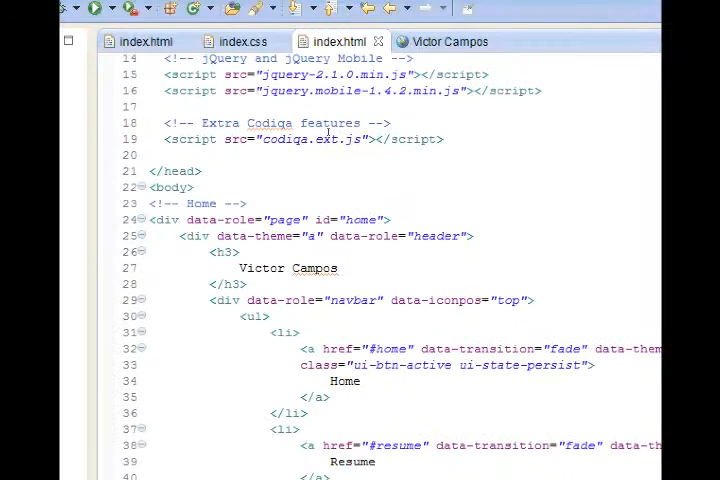 index.html index.css index.html Victor Campos
14 <!-- jQuery and jQuery Mobile -->
15 <script src="jquery-2.1.0.min.js"></script>
16 <script src="jquery.mobile-1.4.2.min.js"></script>
17
18 <!-- Extra Codiqa features -->
19 <script src="codiqa.ext.js"></script>
20
21 </head>
22 <body>
23 <!-- Home -->
24 <div data-role="page" id="home">
25 <div data-theme="a" data-role="header">
26 <h3>
27 Victor Campos
28 </h3>
29 <div data-role="navbar" data-iconpos="top">
30 <ul>
31 <li>
32 <a href="#home" data-transition="fade" data-them
33 class="ui-btn-active ui-state-persist">
34 Home
35 </a>
36 </li>
37 <li>
38 <a href="#resume" data-transition="fade" data-th
39 Resume
40 </a>